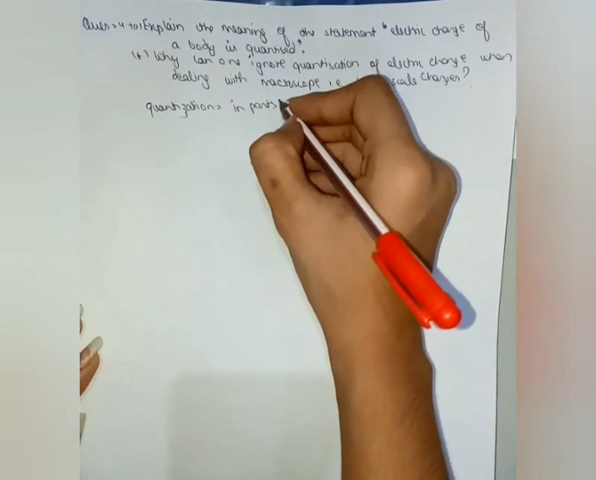 Ques:-4 (a) Explain the meaning of the statement "electric charge of
a body is quantised".
(b) Why can one ignore quantisation of electric charge when
dealing with macroscopic i.e. scale charges?
quantization in parts